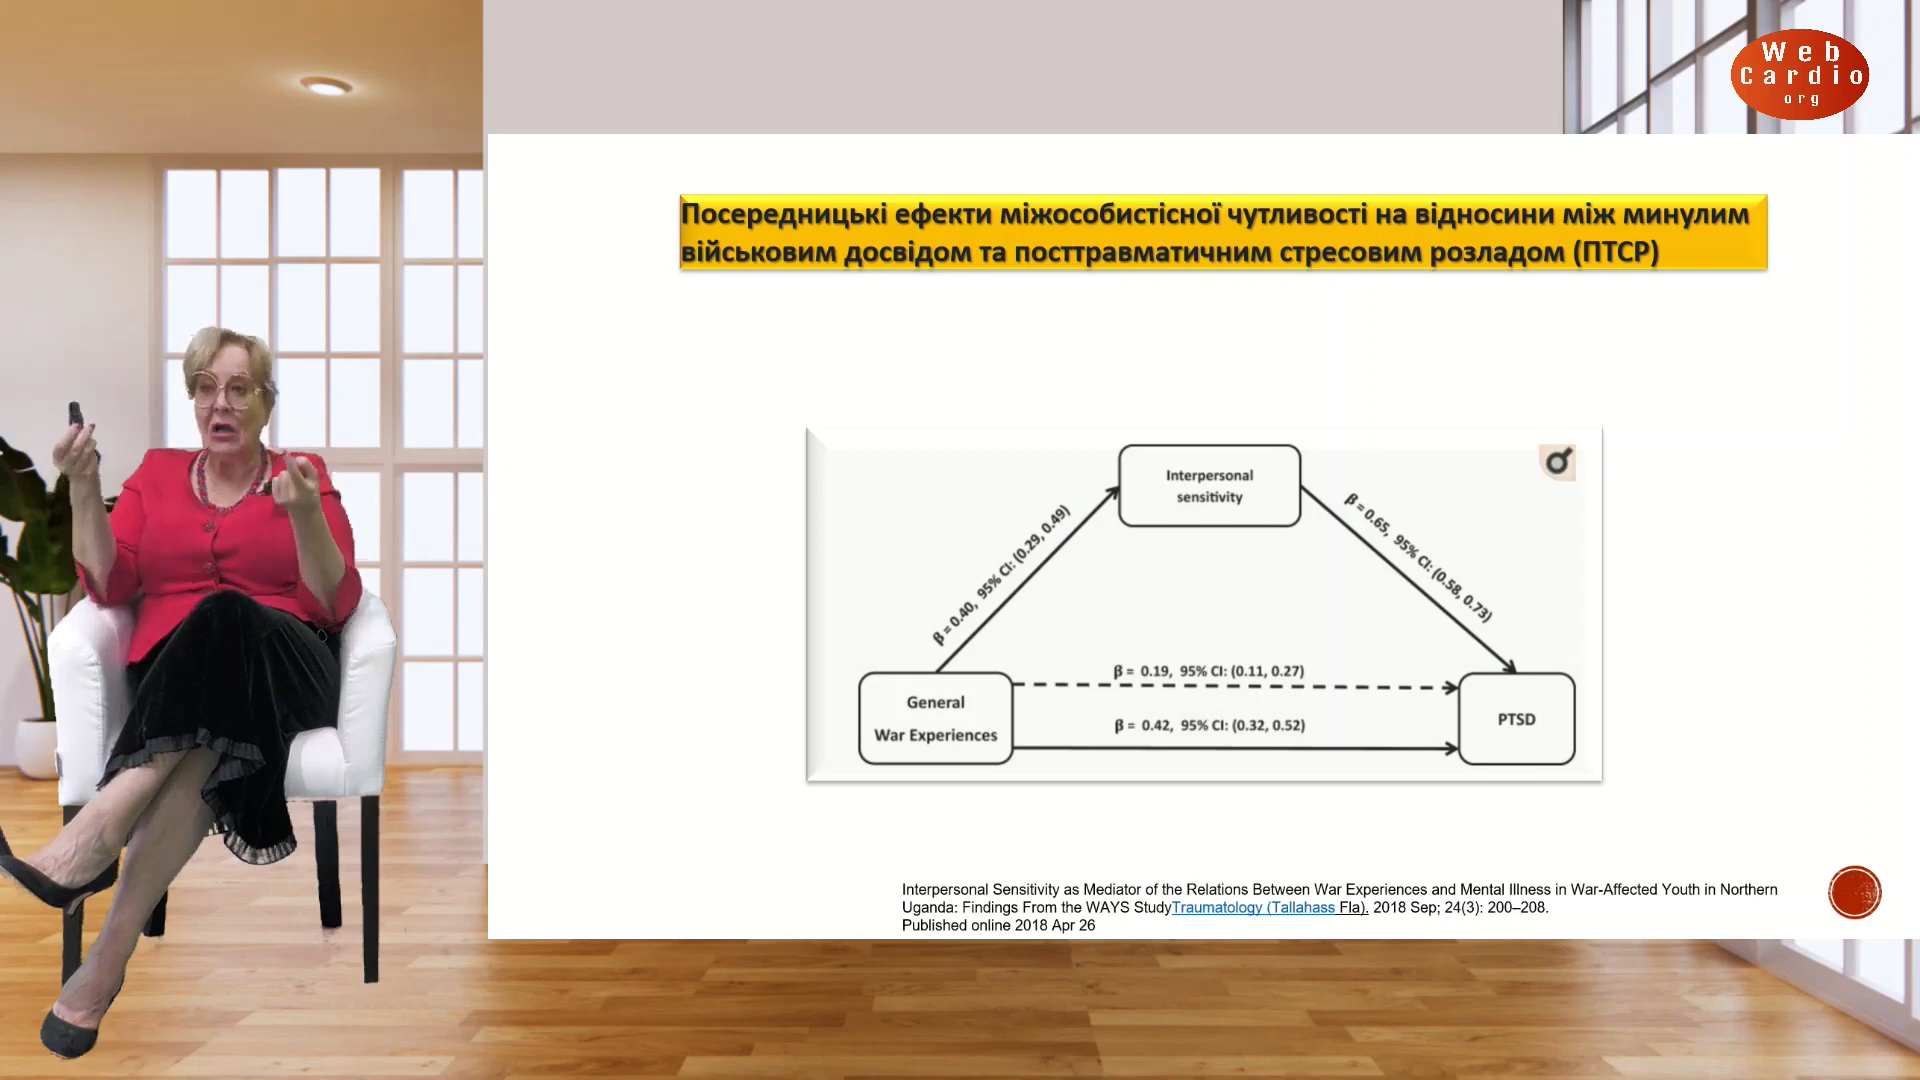 Web
Cardio
org
Посередницькі ефекти міжособистісної чутливості на відносини між минулим
військовим досвідом та посттравматичним стресовим розладом (ПТСР)
Interpersonal
sensitivity
β = 0.40, 95% CI: (0.29, 0.49)
β = 0.65, 95% CI: (0.58, 0.73)
β = 0.19, 95% CI: (0.11, 0.27)
General
War Experiences
β = 0.42, 95% CI: (0.32, 0.52)
PTSD
Interpersonal Sensitivity as Mediator of the Relations Between War Experiences and Mental Illness in War-Affected Youth in Northern
Uganda: Findings From the WAYS StudyTraumatology (Tallahass Fla). 2018 Sep; 24(3): 200–208.
Published online 2018 Apr 26